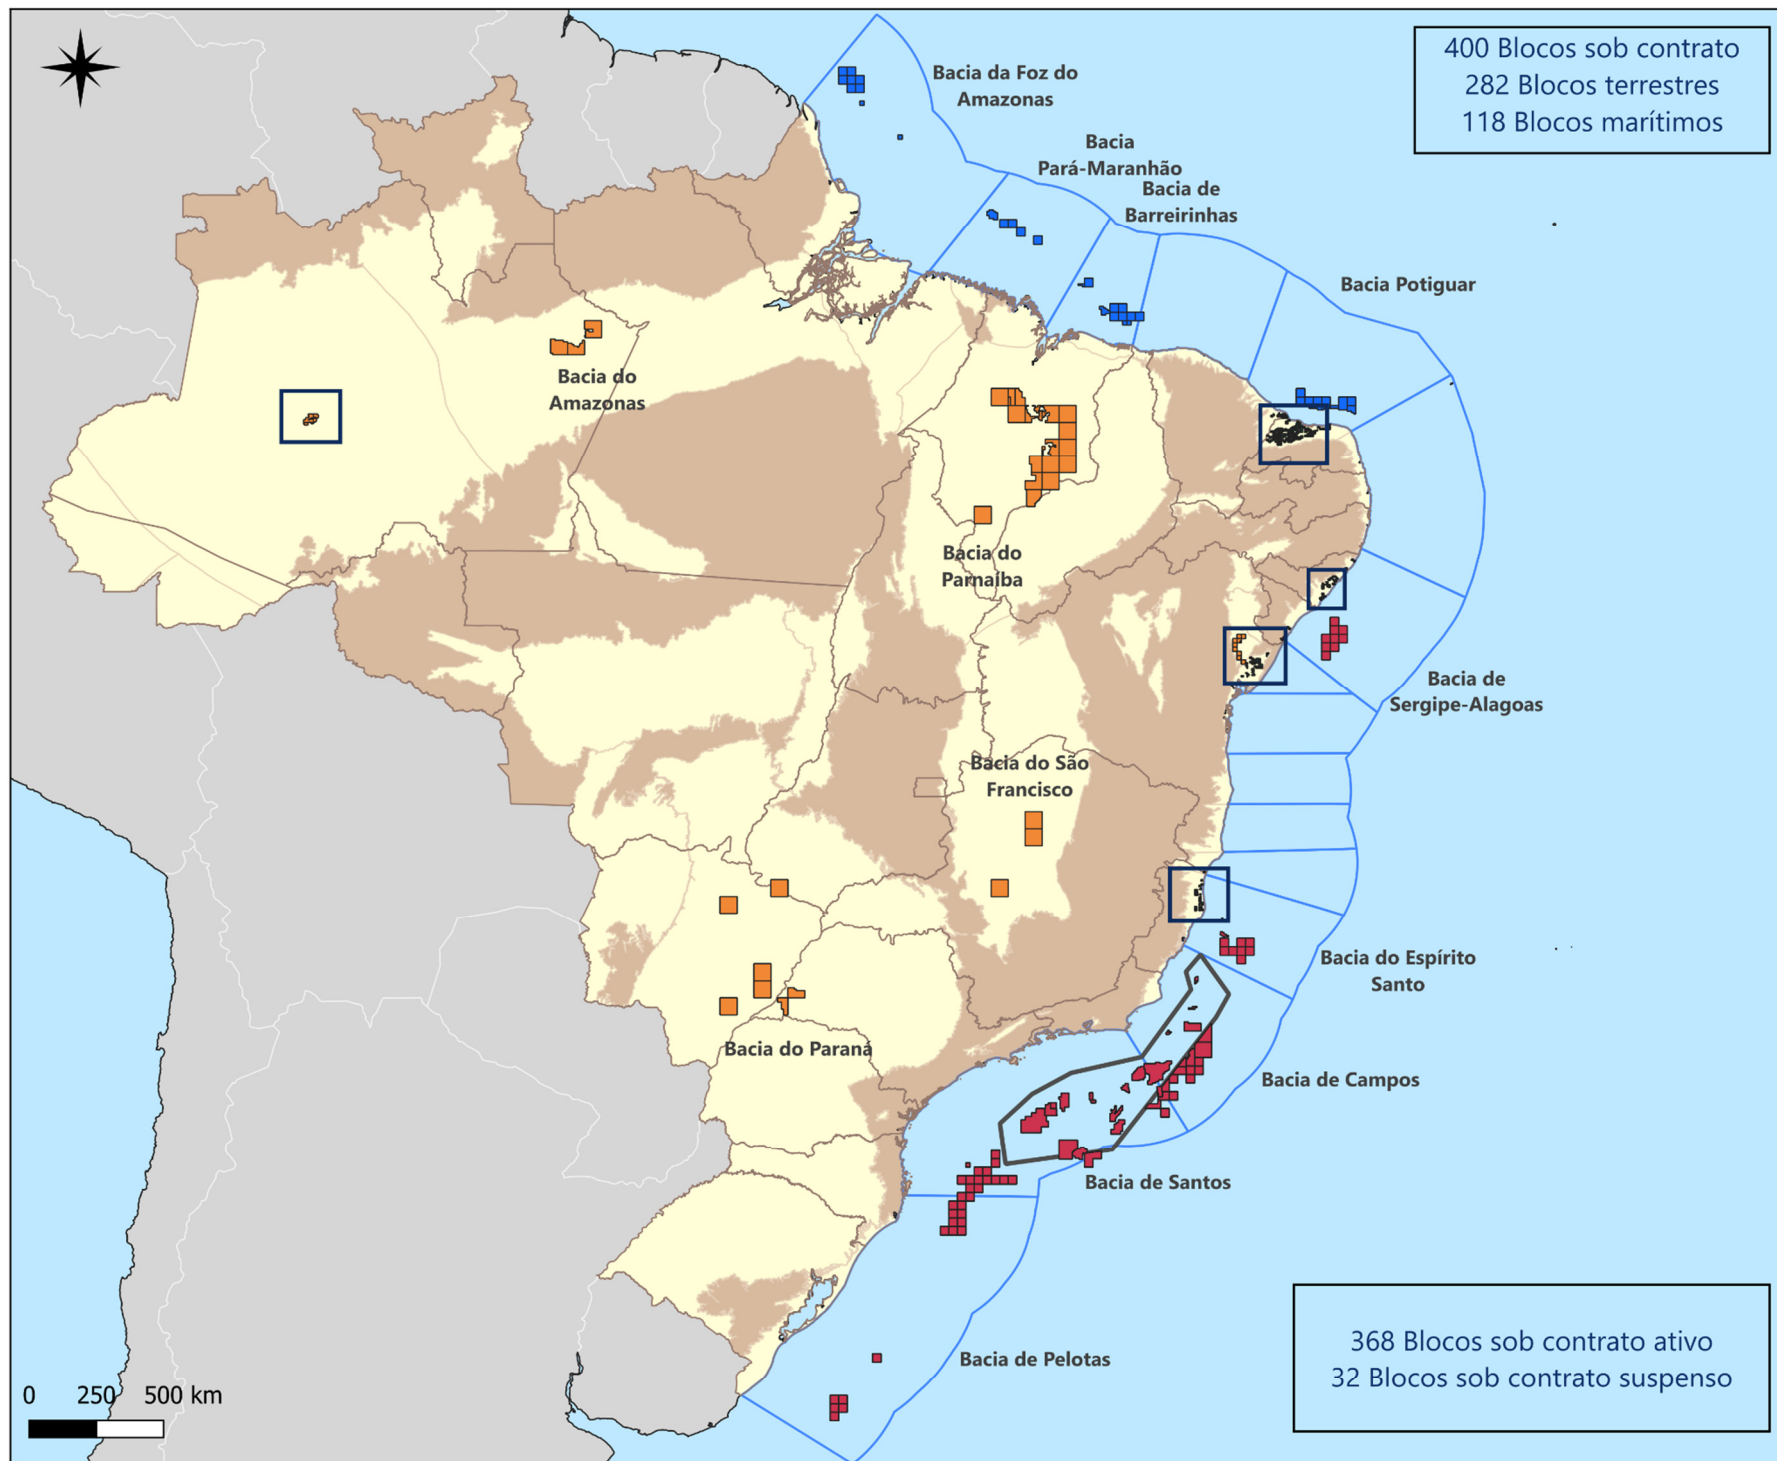 400 Blocos sob contrato
282 Blocos terrestres
118 Blocos marítimos
Bacia da Foz do
Amazonas
Bacia
Pará-Maranhão
Bacia de
Barreirinhas
Bacia Potiguar
Bacia do
Amazonas
Bacia do
Parnaíba
Bacia de
Sergipe-Alagoas
Bacia do São
Francisco
Bacia do Espírito
Santo
Bacia do Paraná
Bacia de Campos
Bacia de Santos
Bacia de Pelotas
368 Blocos sob contrato ativo
32 Blocos sob contrato suspenso
0 250 500 km